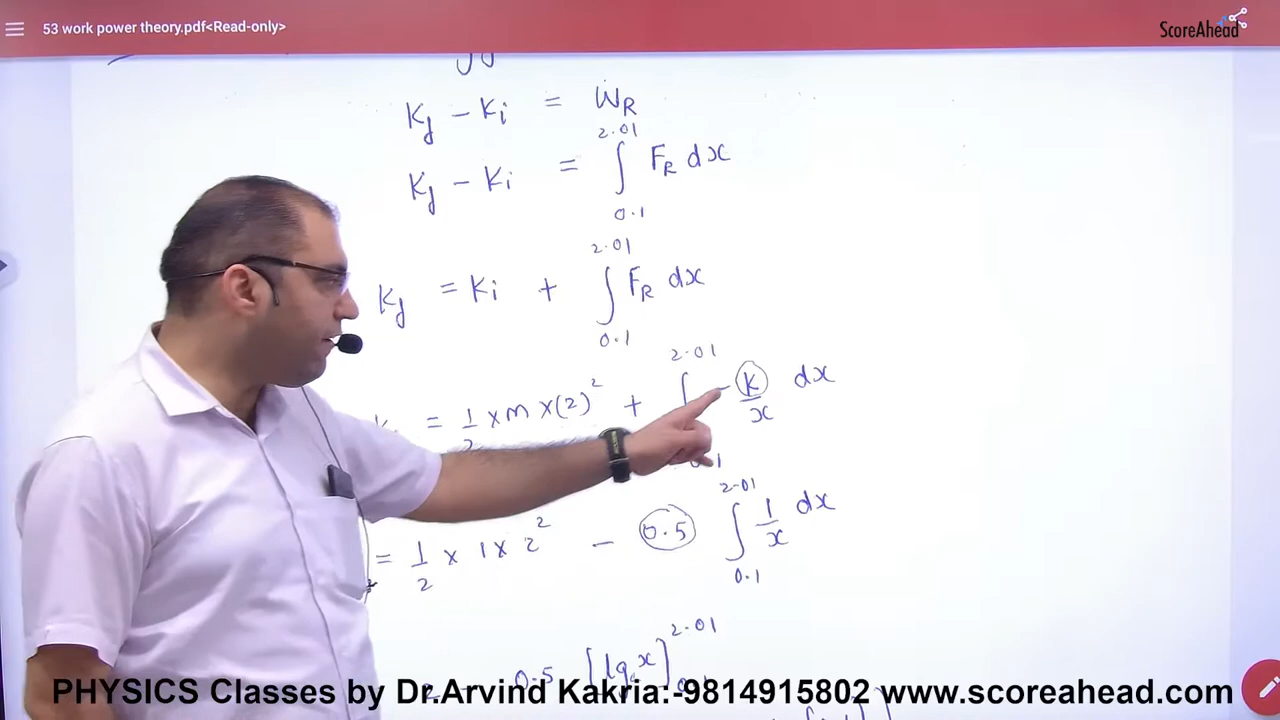 53 work power theory.pdf<Read-only>
ScoreAhead
Kf - Ki = WR
Kf - Ki = ∫ 0.1 2.01 FR dx
Kf = Ki + ∫ 0.1 2.01 FR dx
= 1/2 × m × (2)² + ∫ 2.01 - k/x dx
= 1/2 × 1 × 2² - 0.5 ∫ 0.1 2.01 1/x dx
0.5 [loge x] 2.01
PHYSICS Classes by Dr.Arvind Kakria:-9814915802 www.scoreahead.com